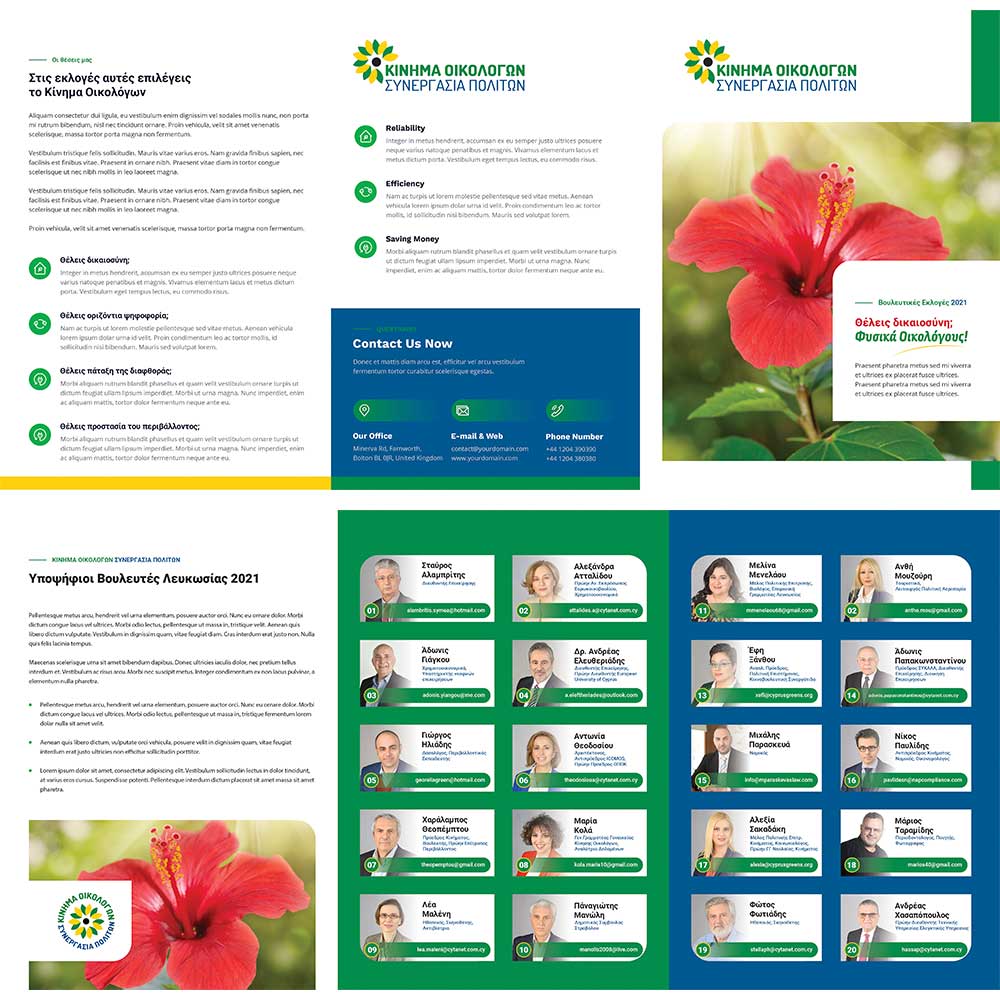 Οι θέσεις μας
Στις εκλογές αυτές επιλέγεις
το Κίνημα Οικολόγων
Aliquam consectetur dui ligula, eu vestibulum enim dignissim vel sodales mollis nunc, non porta
mi rutrum bibendum, nisl nec tincidunt ornare. Proin vehicula, velit sit amet venenatis
scelerisque, massa tortor porta magna non fermentum.
Vestibulum tristique felis sollicitudin. Mauris vitae varius eros. Nam gravida finibus sapien, nec
facilisis est finibus vitae. Praesent in ornare nibh. Praesent vitae diam in tortor congue
scelerisque ut nec nibh mollis in leo laoreet magna.
Vestibulum tristique felis sollicitudin. Mauris vitae varius eros. Nam gravida finibus sapien, nec
facilisis est finibus vitae. Praesent in ornare nibh. Praesent vitae diam in tortor congue
scelerisque ut nec nibh mollis in leo laoreet magna.
Proin vehicula, velit sit amet venenatis scelerisque, massa tortor porta magna non fermentum.
Θέλεις δικαιοσύνη;
Integer in metus hendrerit, accumsan ex eu semper justo ultrices posuere neque
varius natoque penatibus et magnis. Vivamus elementum lacus et metus dictum
porta. Vestibulum eget tempus lectus, eu commodo risus.
Θέλεις οριζόντια ψηφοφορία;
Nam ac turpis ut lorem molestie pellentesque sed vitae metus. Aenean vehicula
lorem ipsum dolor urna id velit. Proin condimentum leo ac tortor mollis, id
sollicitudin nisl bibendum. Mauris sed volutpat lorem.
Θέλεις πάταξη της διαφθοράς;
Morbi aliquam nutrum blandit phasellus et quam velit vestibulum ornare turpis ut
dictum feugiat ullam lipsum imperdiet. Morbi ut urna magna. Nunc imperdiet, enim
ac aliquam mattis, tortor dolor fermentum neque ante eu.
Θέλεις προστασία του περιβάλλοντος;
Morbi aliquam nutrum blandit phasellus et quam velit vestibulum ornare turpis ut
dictum feugiat ullam lipsum imperdiet. Morbi ut urna magna. Nunc imperdiet, enim
ac aliquam mattis, tortor dolor fermentum neque ante eu.
ΚΙΝΗΜΑ ΟΙΚΟΛΟΓΩΝ
ΣΥΝΕΡΓΑΣΙΑ ΠΟΛΙΤΩΝ
Reliability
Integer in metus hendrerit, accumsan ex eu semper justo ultrices posuere
neque varius natoque penatibus et magnis. Vivamus elementum lacus et
metus dictum porta. Vestibulum eget tempus lectus, eu commodo risus.
Efficiency
Nam ac turpis ut lorem molestie pellentesque sed vitae metus. Aenean
vehicula lorem ipsum dolor urna id velit. Proin condimentum leo ac tortor
mollis, id sollicitudin nisl bibendum. Mauris sed volutpat lorem.
Saving Money
Morbi aliquam nutrum blandit phasellus et quam velit vestibulum ornare turpis
ut dictum feugiat ullam lipsum imperdiet. Morbi ut urna magna. Nunc
imperdiet, enim ac aliquam mattis, tortor dolor fermentum neque ante eu.
QUESTIONS?
Contact Us Now
Donec et mattis diam arcu est, efficitur vel arcu vestibulum
fermentum tortor curabitur scelerisque egestas.
Our Office
Minerva Rd, Farnworth,
Bolton BL 0JR, United Kingdom
E-mail & Web
contact@yourdomain.com
www.yourdomain.com
Phone Number
+44 1204 390390
+44 1204 380380
ΚΙΝΗΜΑ ΟΙΚΟΛΟΓΩΝ
ΣΥΝΕΡΓΑΣΙΑ ΠΟΛΙΤΩΝ
Βουλευτικές Εκλογές 2021
Θέλεις δικαιοσύνη;
Φυσικά Οικολόγους!
Praesent pharetra metus sed mi viverra
et ultrices ex placerat fusce ultrices.
Praesent pharetra metus sed mi viverra
et ultrices ex placerat fusce ultrices.
ΚΙΝΗΜΑ ΟΙΚΟΛΟΓΩΝ ΣΥΝΕΡΓΑΣΙΑ ΠΟΛΙΤΩΝ
Υποψήφιοι Βουλευτές Λευκωσίας 2021
Pellentesque metus arcu, hendrerit vel urna elementum, posuere auctor orci. Nunc eu ornare dolor. Morbi
dictum congue lacus vel ultrices. Morbi odio lectus, pellentesque ut massa in, tristique velit. Aenean quis
libero dictum vulputate. Vestibulum in dignissim quam, vitae feugiat diam. Cras interdum erat justo non. Nulla
quis felis lacinia tempus.
Maecenas scelerisque urna sit amet bibendum dapibus. Donec ultricies iaculis dolor, nec pretium tellus
interdum et. Vestibulum ac risus arcu. Morbi nec suscipit metus. Integer condimentum ex non lacus pulvinar, a
elementum nulla pharetra.
Pellentesque metus arcu, hendrerit vel urna elementum, posuere auctor orci. Nunc eu ornare dolor. Morbi
dictum congue lacus vel ultrices. Morbi odio lectus, pellentesque ut massa in, tristique fermentum lorem
dolor nulla sit amet velit.
Aenean quis libero dictum, vulputate orci vehicula, posuere velit in dignissim quam, vitae feugiat
interdum erat justo ultricies non efficitur sollicitudin porttitor.
Lorem ipsum dolor sit amet, consectetur adipiscing elit. Vestibulum sollicitudin lectus in dolor tincidunt,
at varius eros cursus. Suspendisse potenti. Pellentesque interdum dictum placerat sit amet massa sit amet
pharetra.
ΚΙΝΗΜΑ ΟΙΚΟΛΟΓΩΝ
ΣΥΝΕΡΓΑΣΙΑ ΠΟΛΙΤΩΝ
Σταύρος
Αλαμπρίτης
Διευθυντής Επιχείρησης
01
alambritis.symea@hotmail.com
Αλεξάνδρα
Ατταλίδου
02
attalides.a@cytanet.com.cy
Άδωνις
Γιάγκου
03
adonis.yiangou@me.com
Δρ. Ανδρέας
Ελευθεριάδης
04
a.eleftheriades@outlook.com
Γιώργος
Ηλιάδης
Δασολόγος, Περιβαλλοντικός
Εκπαιδευτής
05
georeliagreen@hotmail.com
Αντωνία
Θεοδοσίου
06
theodosiosa@cytanet.com.cy
Χαράλαμπος
Θεοπέμπτου
07
theopemptou@gmail.com
Μαρία
Κολά
08
kola.maria10@gmail.com
Λέα
Μαλένη
09
lea.maleni@cytanet.com.cy
Πάναγιώτης
Μανώλη
Δημοτικός Σύμβουλος
Στροβόλου
10
manolis2009@live.com
Μελίνα
Μενελάου
11
mmenelaou68@gmail.com
Ανθή
Μουζούρη
02
anthe.mou@gmail.com
Έφη
Ξάνθου
13
xefi@cyprusgreens.org
Άδωνις
Παπακωνσταντίνου
14
adonis.papaconstantinou@cytanet.com.cy
Μιχάλης
Παρασκευά
Νομικός
15
info@mparaskevaslaw.com
Νίκος
Παυλίδης
16
pavlidesn@napcompliance.com
Αλεξία
Σακαδάκη
17
alexia@cyprusgreens.org
Μάριος
Ταραμίδης
18
marios40@gmail.com
Φώτος
Φωτιάδης
Ηθοποιός, Σκηνοθέτης
19
stallaph@cytanet.com.cy
Ανδρέας
Χασαπόπουλος
20
hassap@cytanet.com.cy